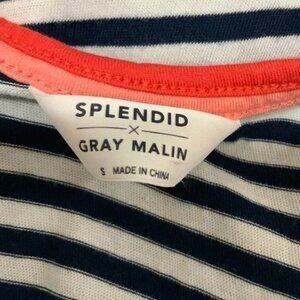 SPLENDID
×
GRAY MALIN
S MADE IN CHINA